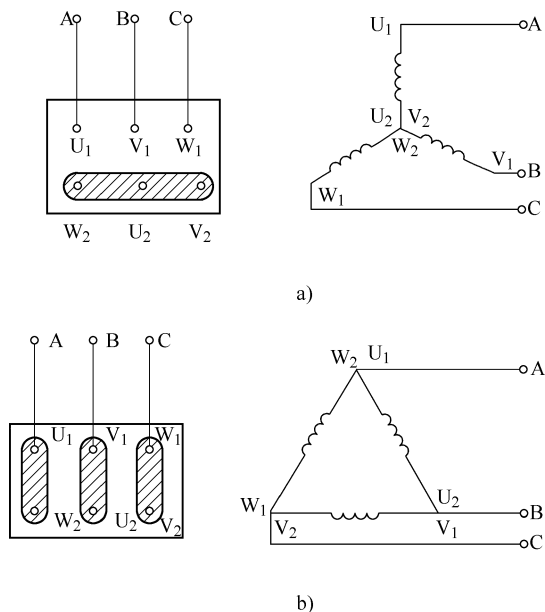 A B C U₁ A
U₁ V₁ W₁ U₂ V₂
W₂ V₁ B
W₁ C
W₂ U₂ V₂
a)
A B C W₂ U₁ A
U₁ V₁ W₁
W₂ U₂ V₂ W₁ U₂ B
V₂ V₁ C
b)